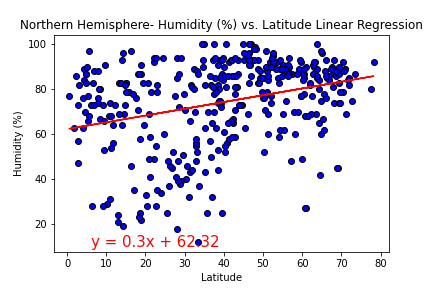 Northern Hemisphere- Humidity (%) vs. Latitude Linear Regression
100
80
60
40
20
Humidity (%)
y = 0.3x + 62.32
0 10 20 30 40 50 60 70 80
Latitude